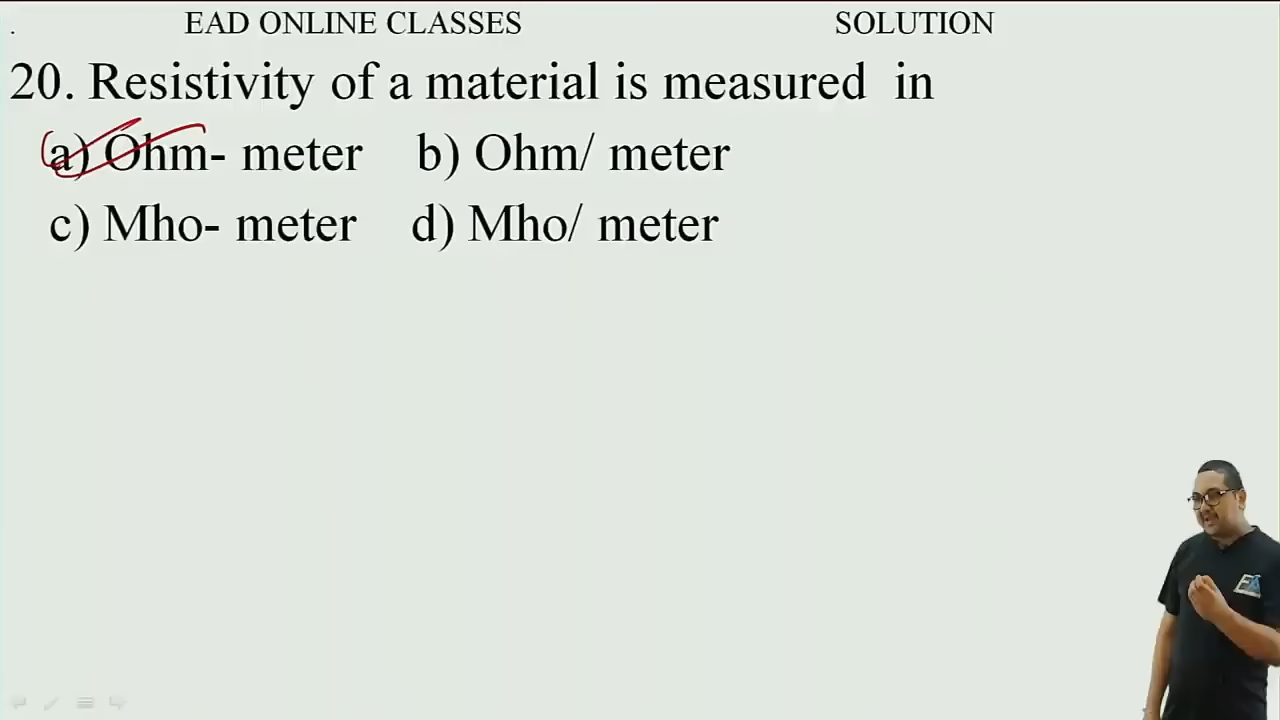 . EAD ONLINE CLASSES SOLUTION
20. Resistivity of a material is measured in
a) Ohm- meter b) Ohm/ meter
c) Mho- meter d) Mho/ meter